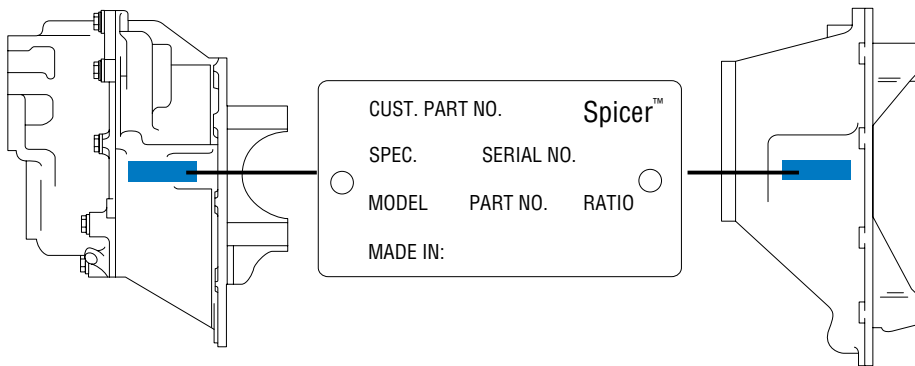 CUST. PART NO. Spicer™
SPEC. SERIAL NO.
MODEL PART NO. RATIO
MADE IN: